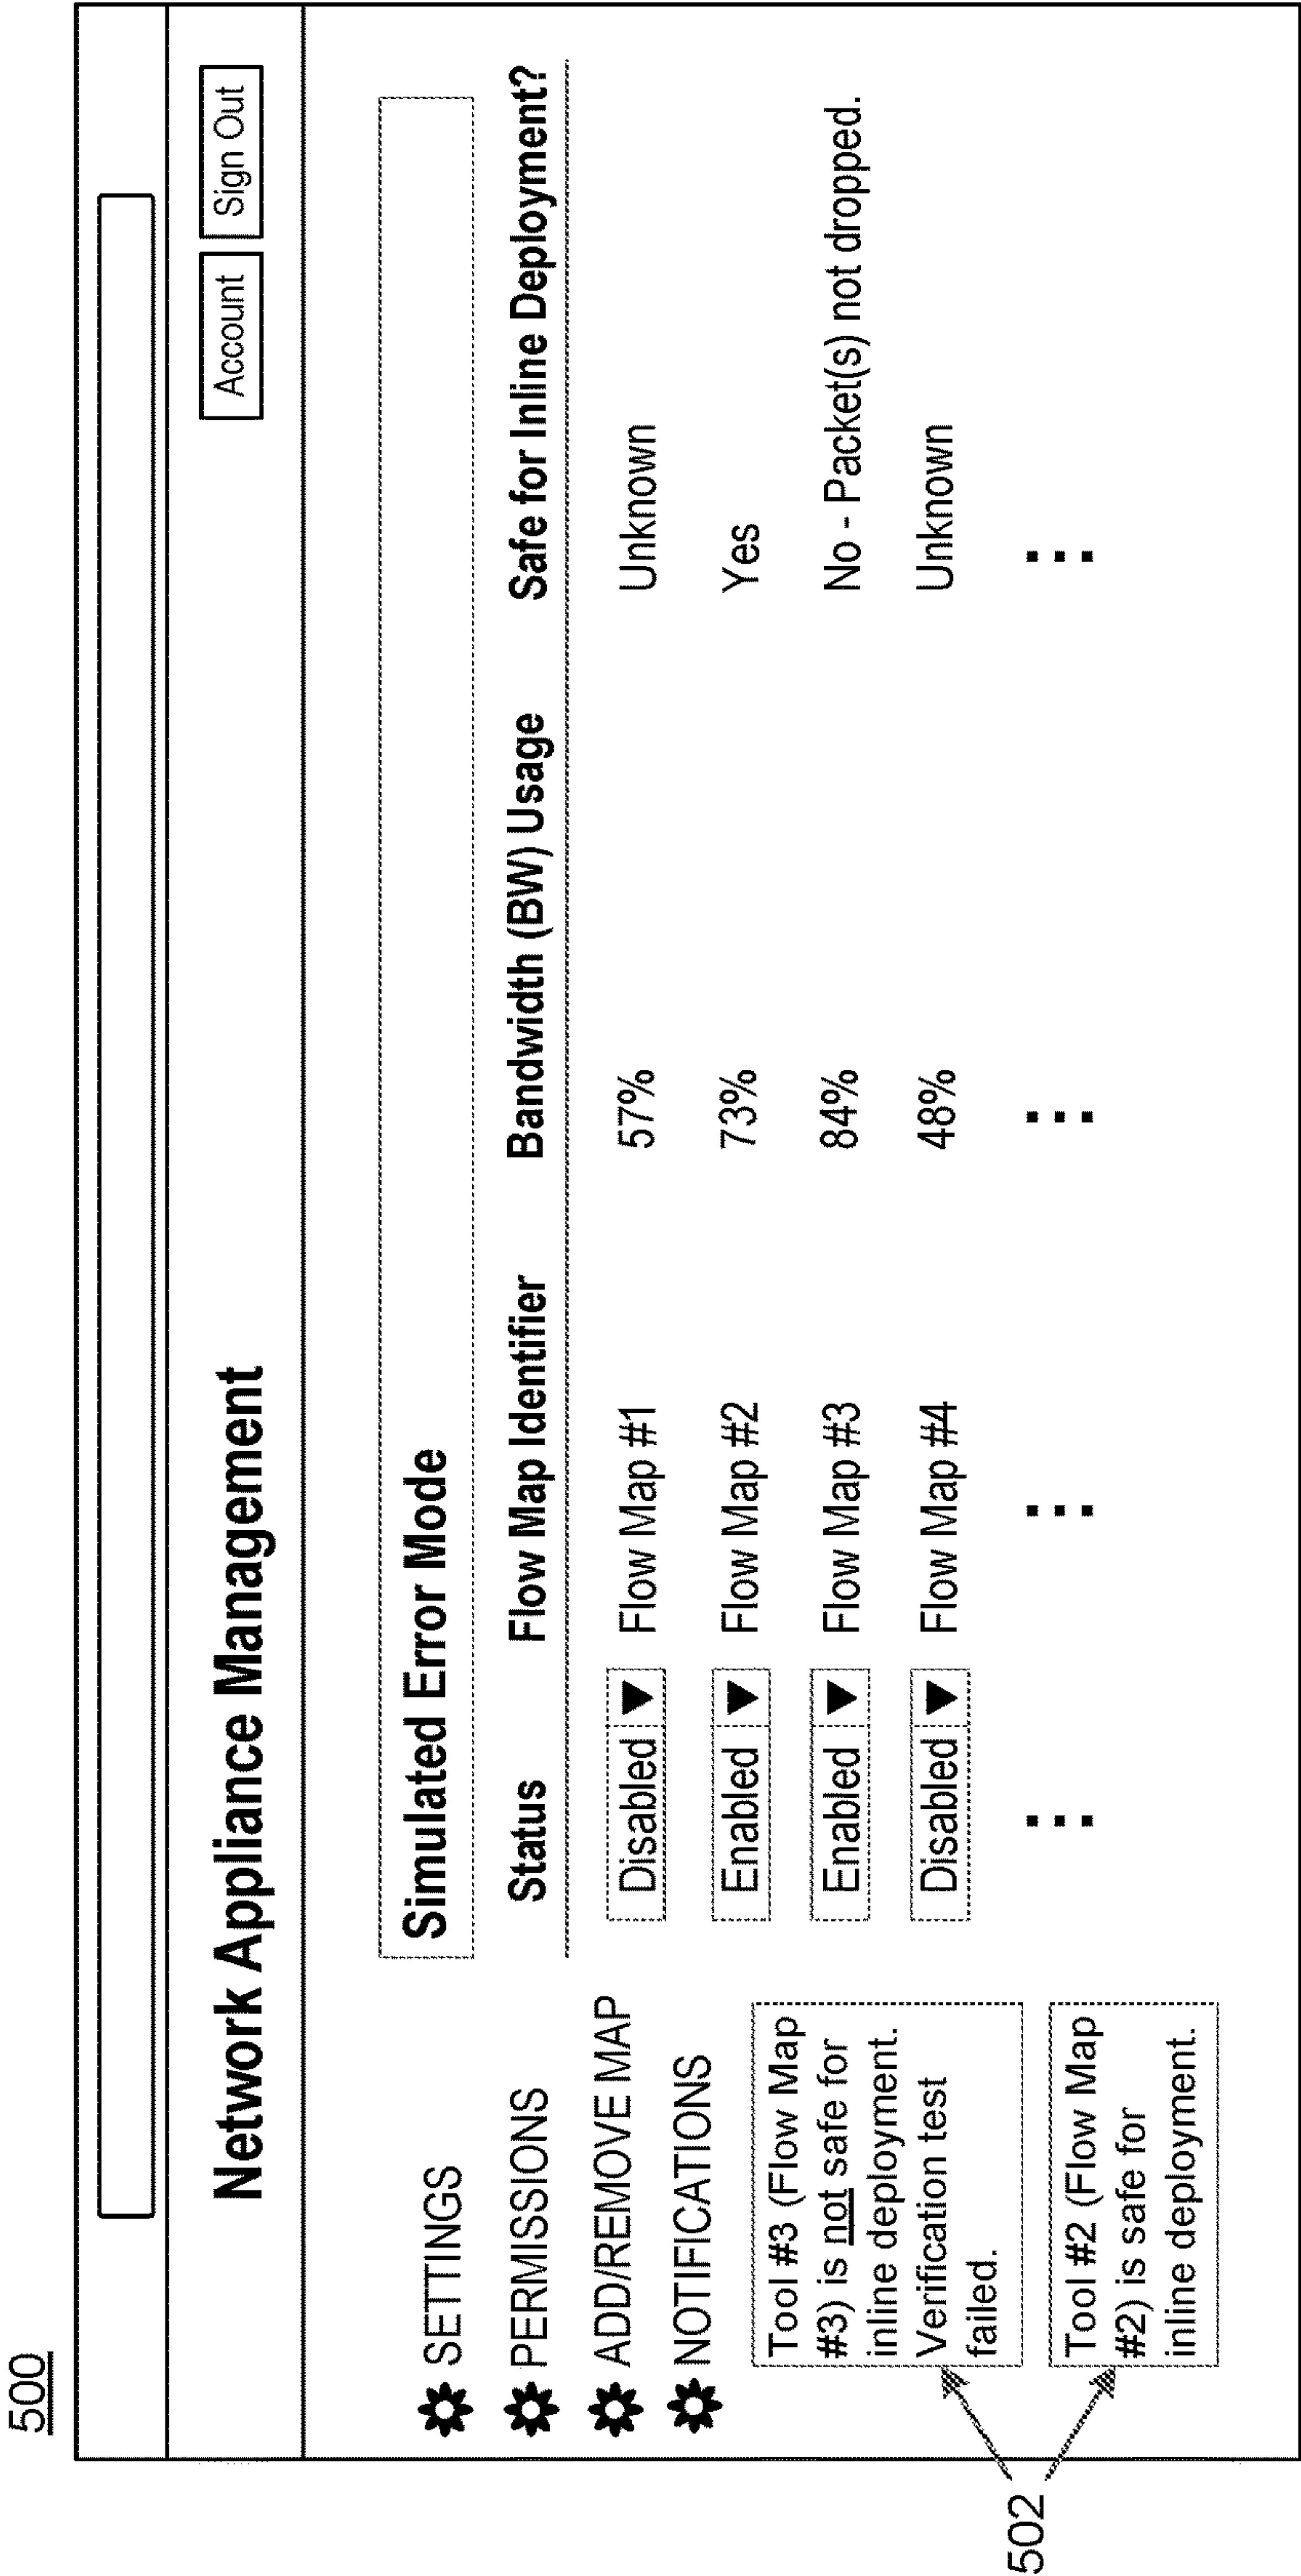 500
Network Appliance Management
Account
Sign Out
SETTINGS
PERMISSIONS
ADD/REMOVE MAP
NOTIFICATIONS
Tool #3 (Flow Map
#3) is not safe for
inline deployment.
Verification test
failed.
Tool #2 (Flow Map
#2) is safe for
inline deployment.
502
Simulated Error Mode
Status Flow Map Identifier Bandwidth (BW) Usage Safe for Inline Deployment?
Disabled Flow Map #1 57% Unknown
Enabled Flow Map #2 73% Yes
Enabled Flow Map #3 84% No - Packet(s) not dropped.
Disabled Flow Map #4 48% Unknown